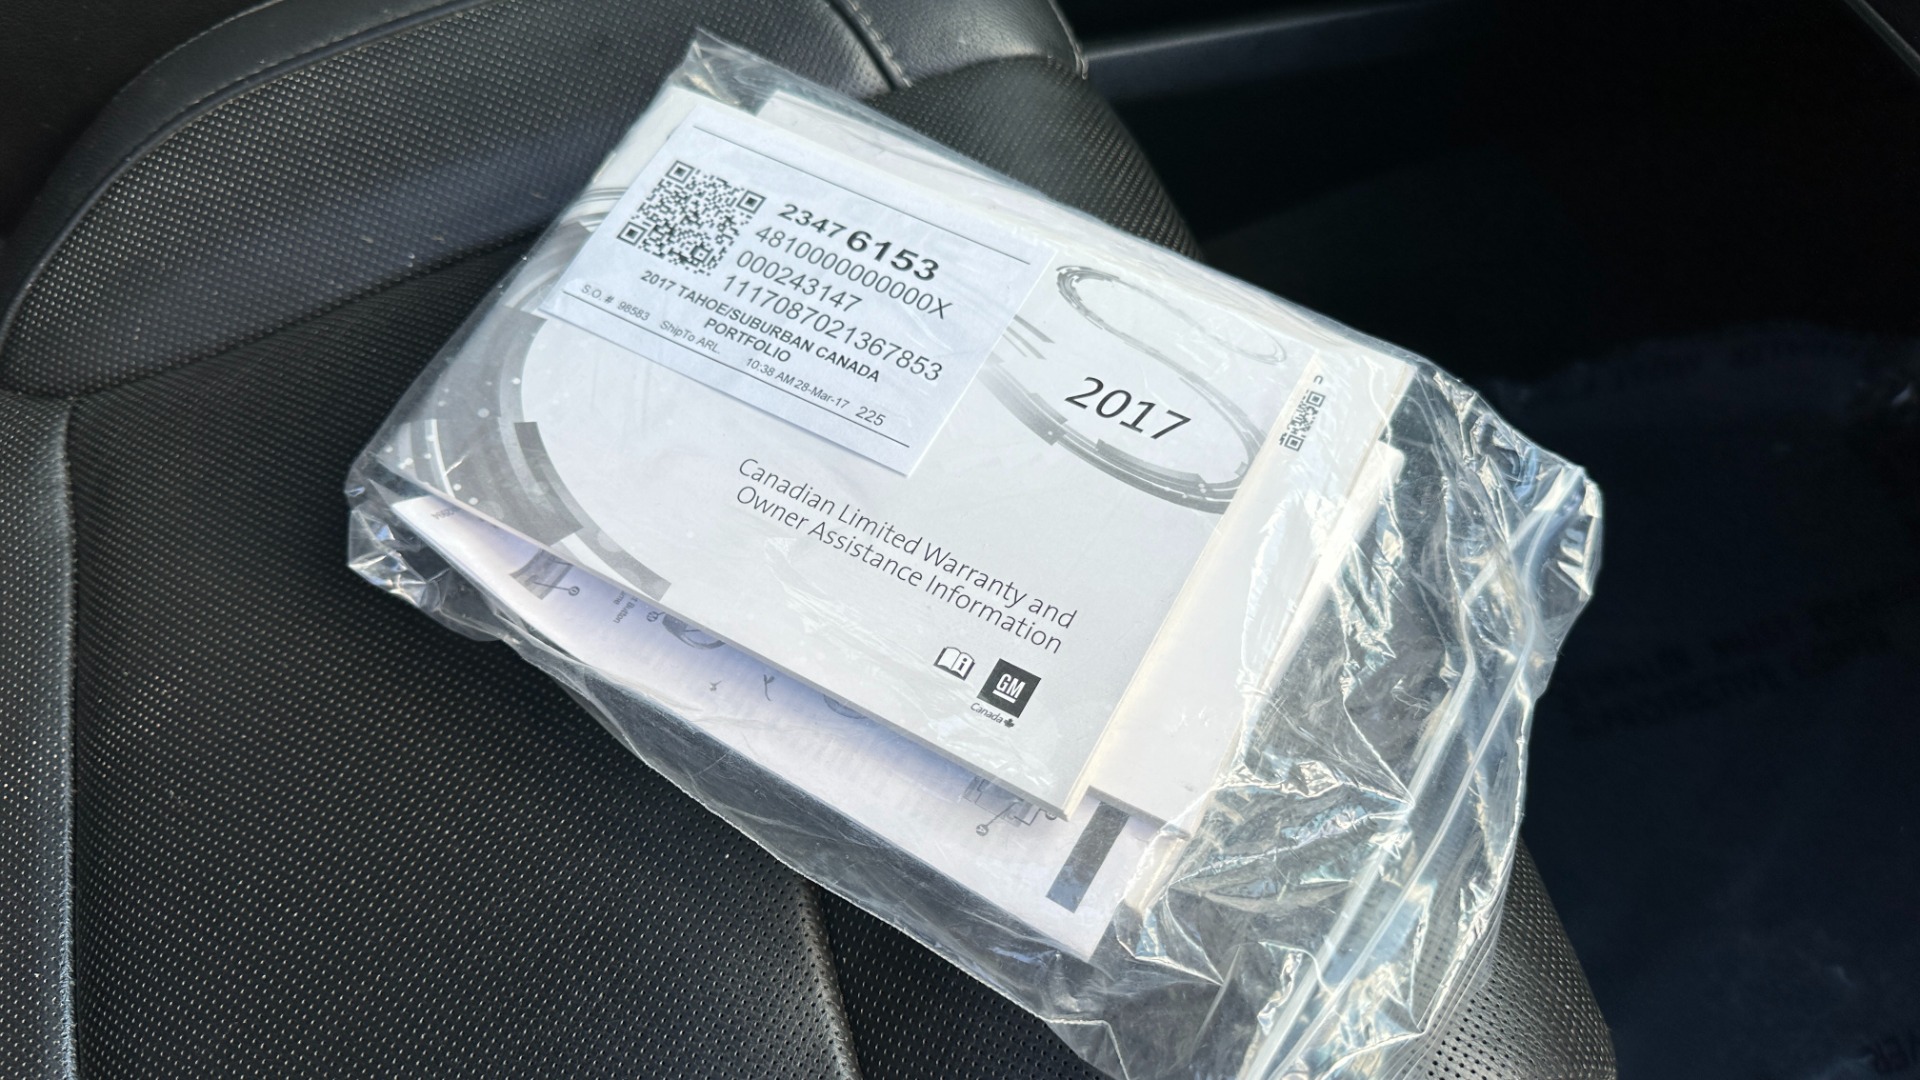 23476153
48100000000000X
000243147
1117087021367853
2017 TAHOE/SUBURBAN CANADA
PORTFOLIO
S.O. # 98583 ShipTo ARL. 10:38 AM 28-Mar-17 225
2017
Canadian Limited Warranty and
Owner Assistance Information
GM
Canada